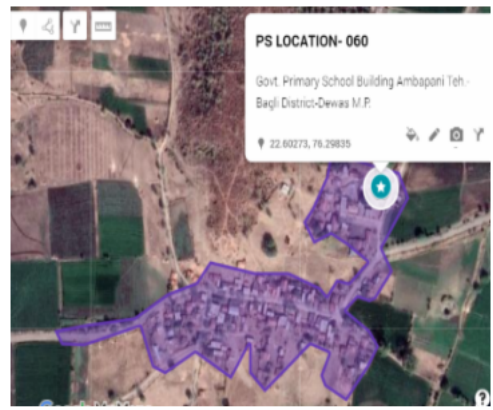 PS LOCATION- 060
Govt. Primary School Building Ambapani Teh.-
Bagli District-Dewas M.P.
22.60273, 76.29835
?